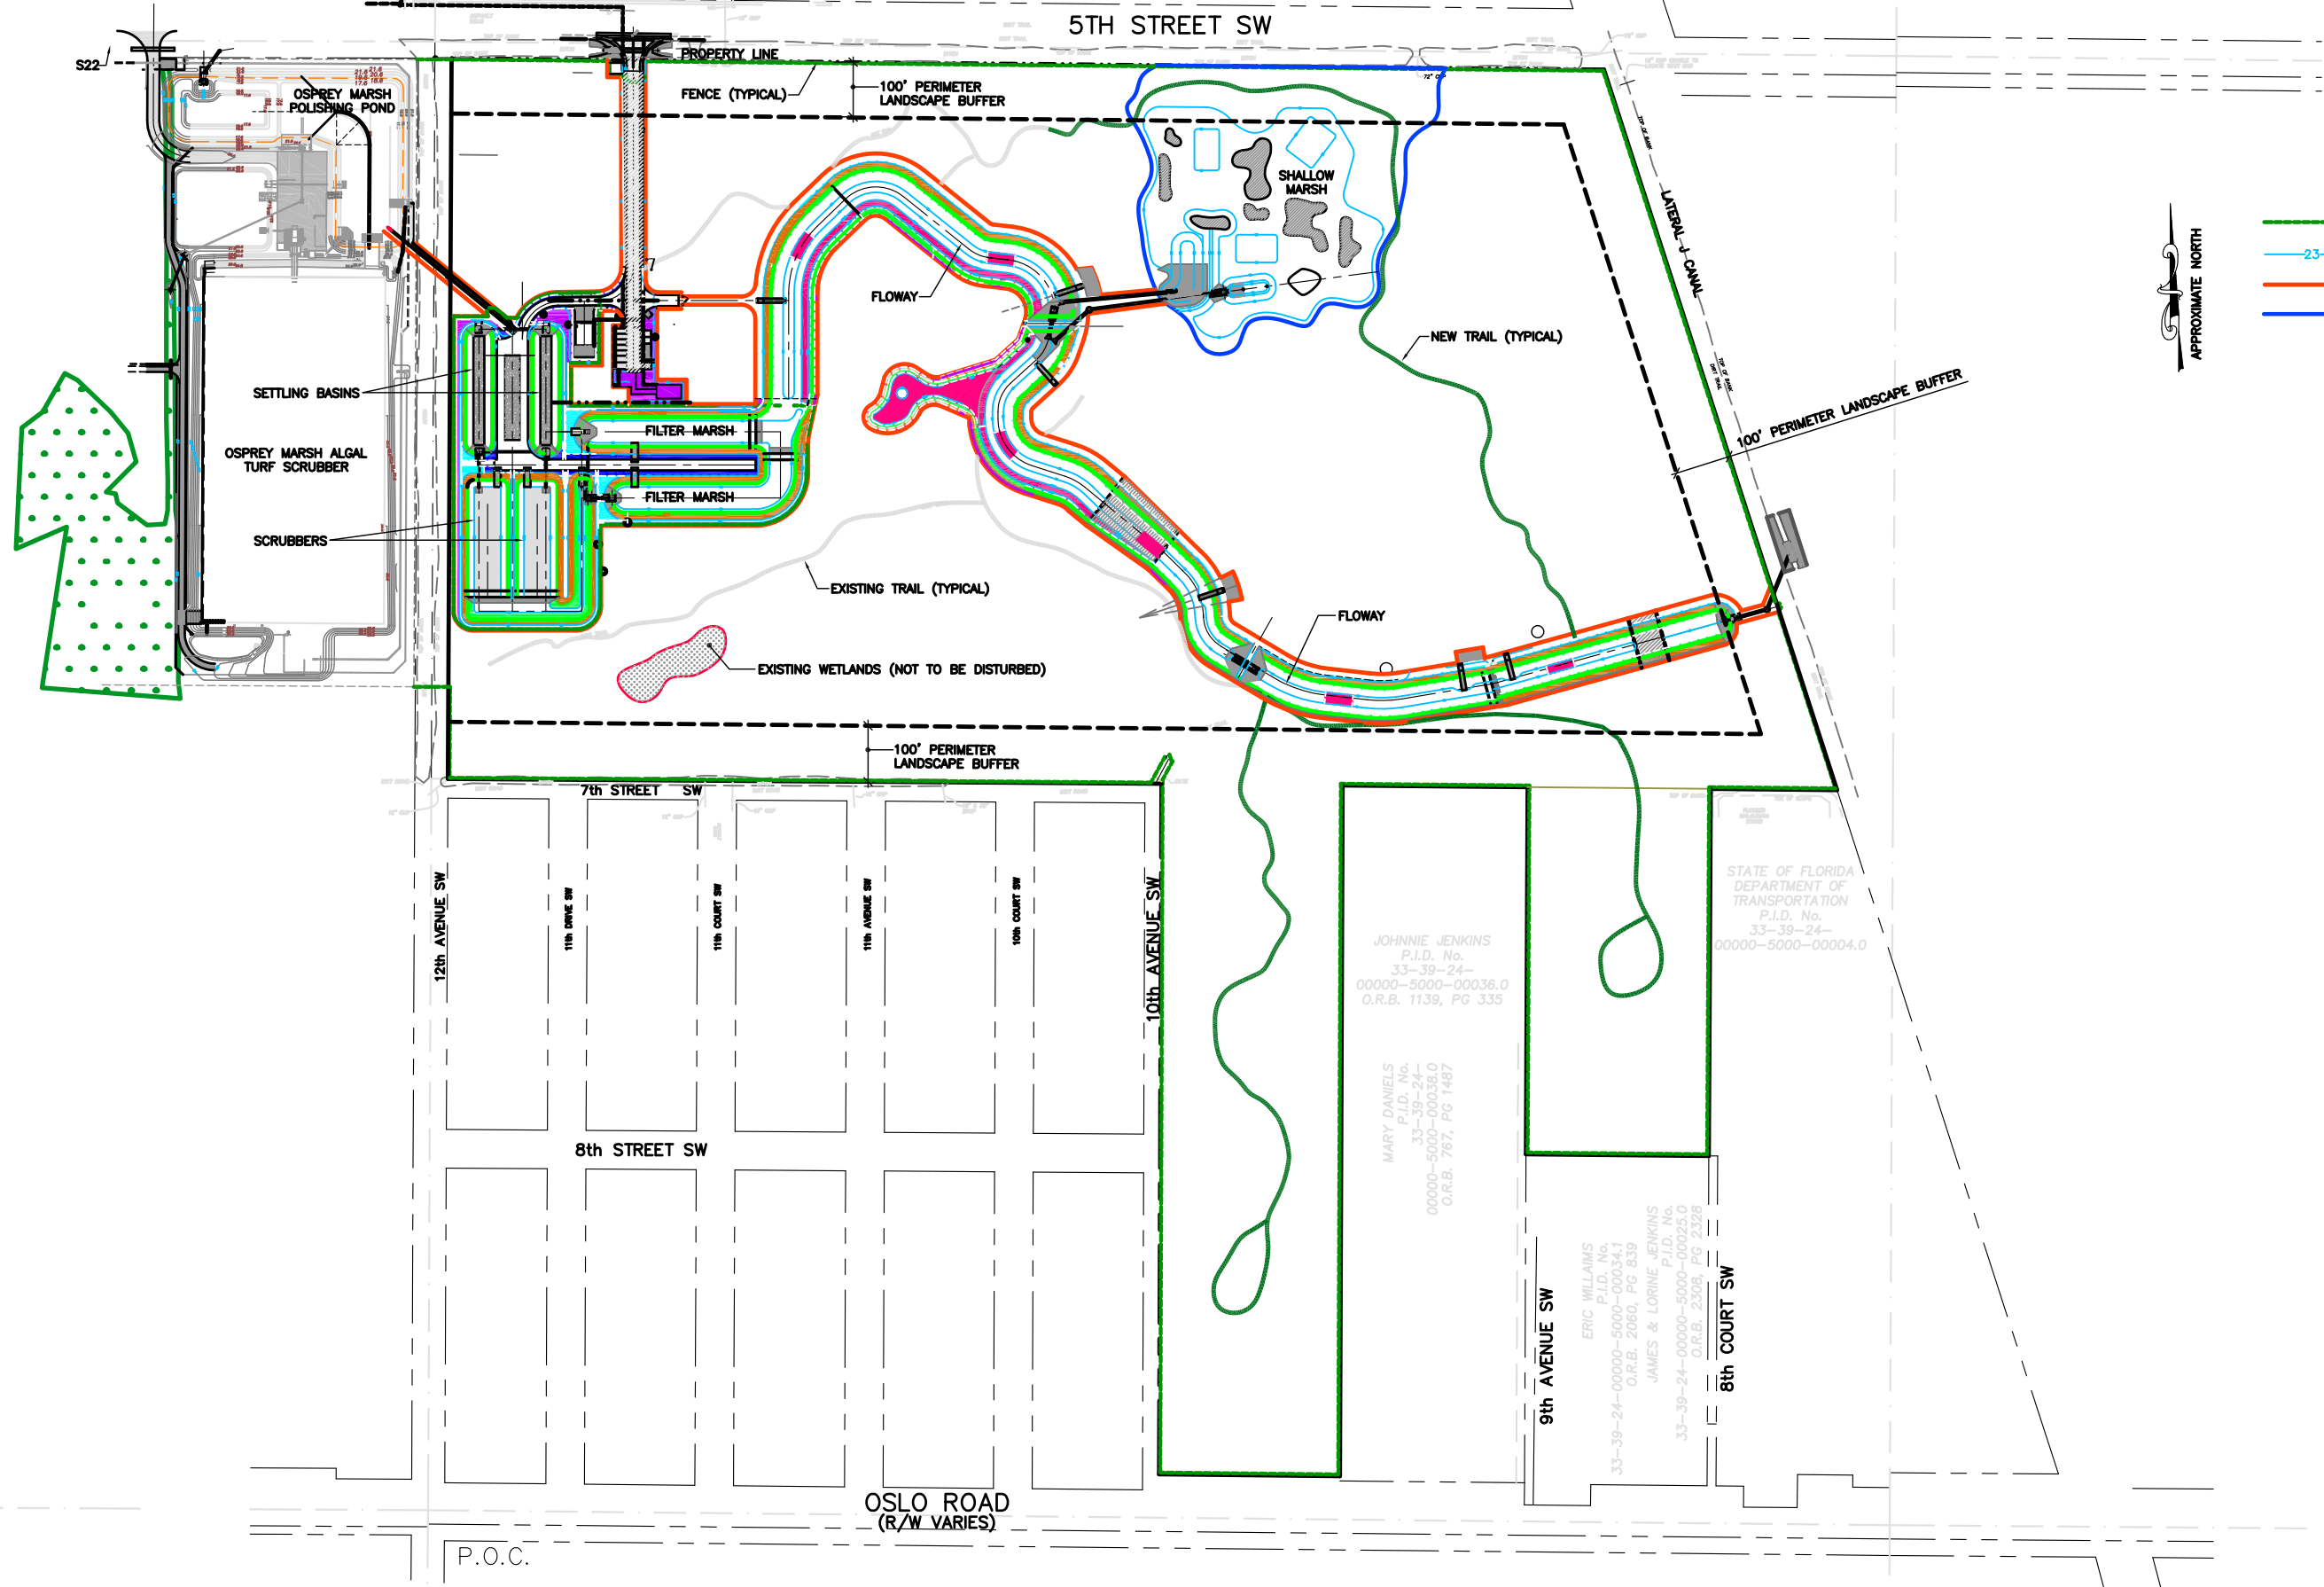 5TH STREET SW
S22
PROPERTY LINE
OSPREY MARSH
POLISHING POND
FENCE (TYPICAL)
100' PERIMETER
LANDSCAPE BUFFER
SHALLOW
MARSH
LATERAL J CANAL
APPROXIMATE NORTH
23
FLOWAY
NEW TRAIL (TYPICAL)
SETTLING BASINS
100' PERIMETER LANDSCAPE BUFFER
FILTER MARSH
OSPREY MARSH ALGAL
TURF SCRUBBER
FILTER MARSH
SCRUBBERS
EXISTING TRAIL (TYPICAL)
FLOWAY
EXISTING WETLANDS (NOT TO BE DISTURBED)
100' PERIMETER
LANDSCAPE BUFFER
7th STREET SW
12th AVENUE SW
11th DRIVE SW
11th COURT SW
11th AVENUE SW
10th COURT SW
10th AVENUE SW
STATE OF FLORIDA
DEPARTMENT OF
TRANSPORTATION
P.I.D. No.
33-39-24-
00000-5000-00004.0
JOHNNIE JENKINS
P.I.D. No.
33-39-24-
00000-5000-00036.0
O.R.B. 1139, PG 335
MARY DANIELS
P.I.D. No.
33-39-24-
00000-5000-00038.0
O.R.B. 767, PG 1487
8th STREET SW
ERIC WILLAIMS
P.I.D. No.
33-39-24-00000-5000-00034.1
O.R.B. 2060, PG 839
JAMES & LORINE JENKINS
P.I.D. No.
33-39-24-00000-5000-00025.0
O.R.B. 2308, PG 2328
9th AVENUE SW
8th COURT SW
OSLO ROAD
(R/W VARIES)
P.O.C.